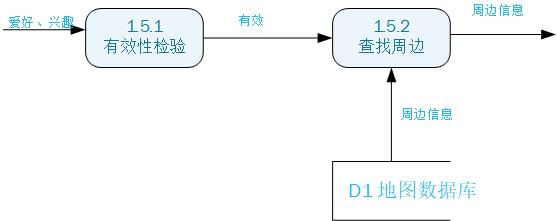 爱好、兴趣
1.5.1
有效性检验
有效
1.5.2
查找周边
周边信息
周边信息
D1 地图数据库